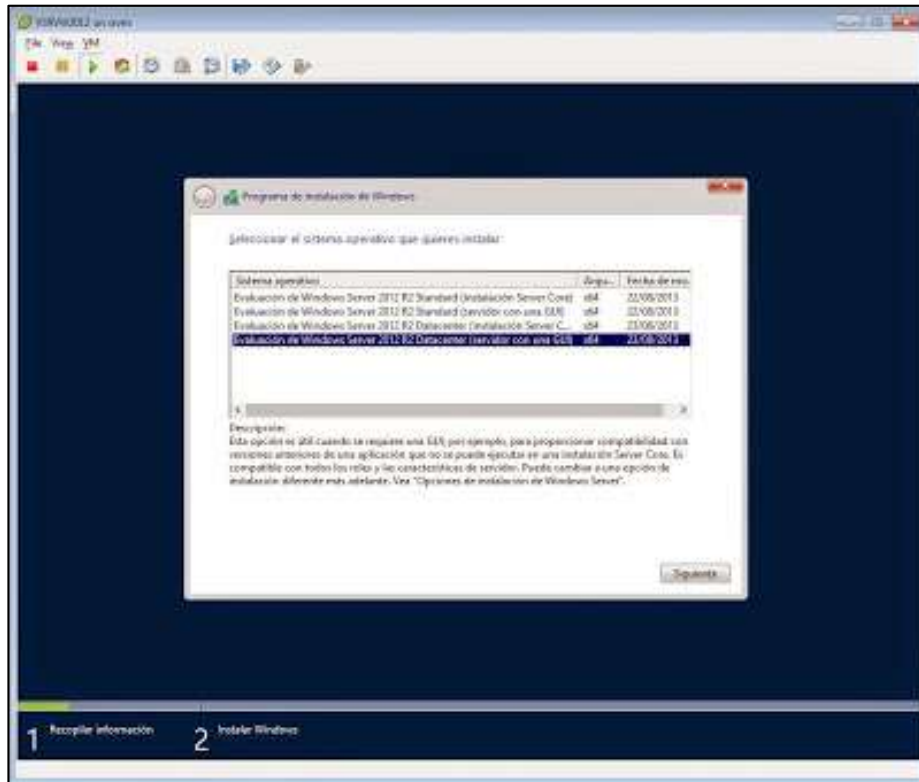 File View VM
Programa de instalación de Windows
Seleccionar el sistema operativo que quieres instalar
Sistema operativo Arqu... Fecha de
Evaluación de Windows Server 2012 R2 Standard (instalación Server Core) x64 22/08/2013
Evaluación de Windows Server 2012 R2 Standard (servidor con una GUI) x64 22/08/2013
Evaluación de Windows Server 2012 R2 Datacenter (instalación Server C... x64 22/08/2013
Evaluación de Windows Server 2012 R2 Datacenter (servidor con una GUI) x64 22/08/2013
Descripción:
Esta opción es útil cuando se requiere una GUI; por ejemplo, para proporcionar compatibilidad con
versiones anteriores de una aplicación que no se puede ejecutar en una instalación Server Core. Es
compatible con todos los roles y las características de servidor. Puede cambiar a una opción de
instalación diferente más adelante. Vea "Opciones de instalación de Windows Server".
Siguiente
1 Recopilar información 2 Instalar Windows